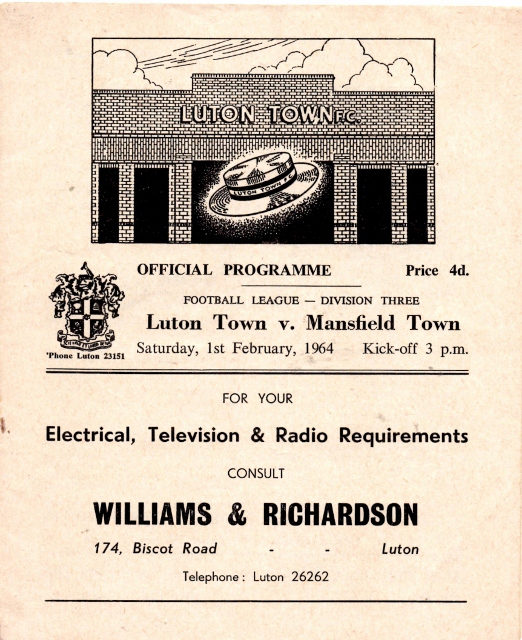 LUTON TOWN F.C.
LUTON TOWN F.C.
OFFICIAL PROGRAMME Price 4d.
FOOTBALL LEAGUE — DIVISION THREE
Luton Town v. Mansfield Town
Saturday, 1st February, 1964 Kick-off 3 p.m.
'Phone Luton 23151
FOR YOUR
Electrical, Television & Radio Requirements
CONSULT
WILLIAMS & RICHARDSON
174, Biscot Road - - Luton
Telephone : Luton 26262